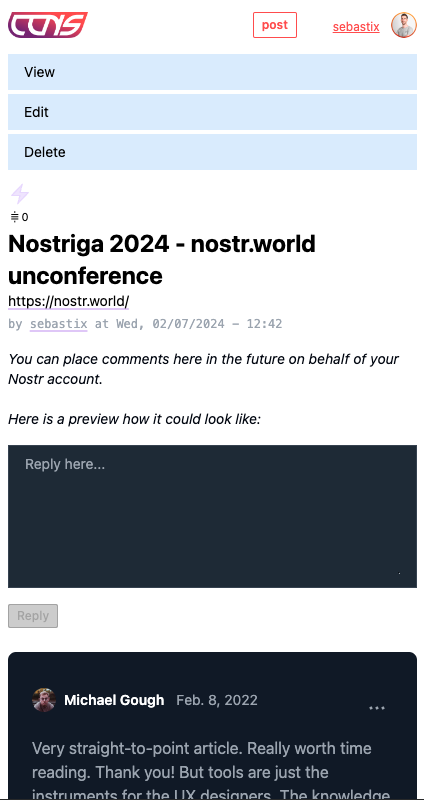 CCNS
post
sebastix
View
Edit
Delete
0
Nostriga 2024 - nostr.world
unconference
https://nostr.world/
by sebastix at Wed, 02/07/2024 - 12:42
You can place comments here in the future on behalf of your
Nostr account.
Here is a preview how it could look like:
Reply here...
Reply
Michael Gough Feb. 8, 2022
...
Very straight-to-point article. Really worth time
reading. Thank you! But tools are just the
instruments for the UX designers. The knowledge